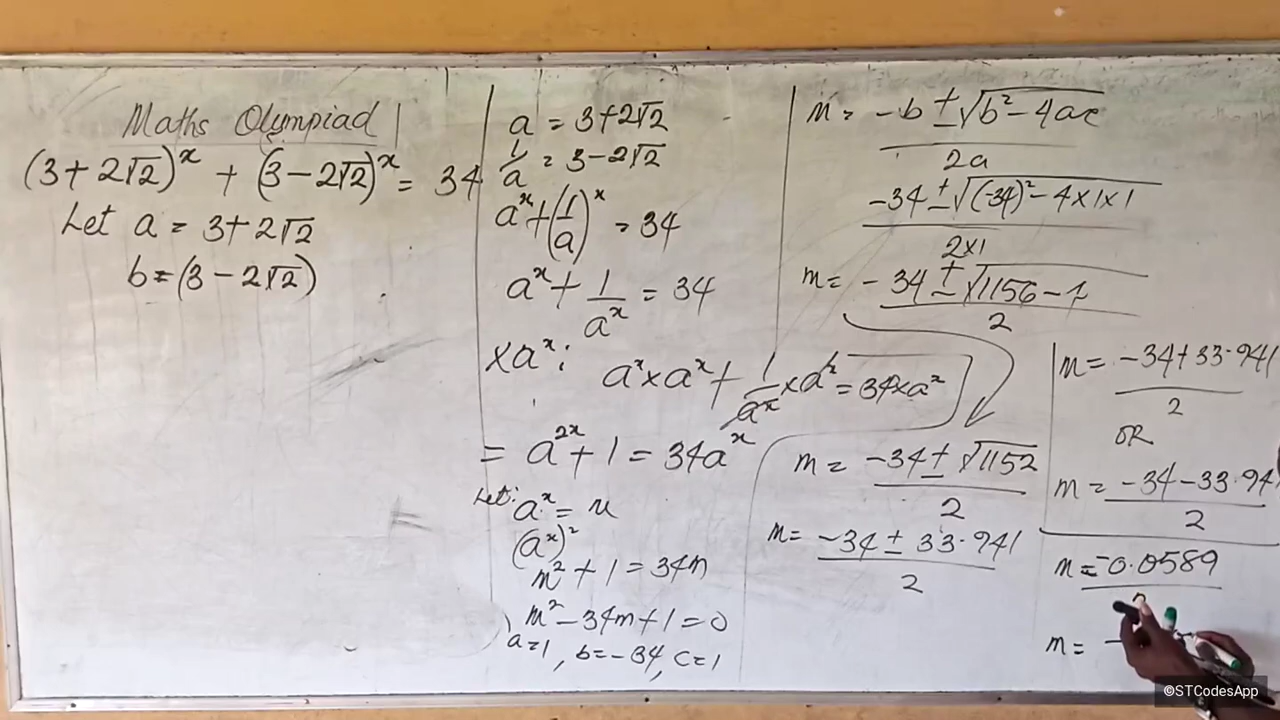 Maths Olympiad
(3+2√2)^x + (3−2√2)^x = 34
Let a = 3+2√2
b = (3−2√2)
a = 3+2√2
1/a = 3−2√2
a^x + (1/a)^x = 34
a^x + 1/a^x = 34
×a^x : a^x×a^x + 1/a^x ×a^x = 34×a^x
= a^2x + 1 = 34a^x
Let: a^x = m
(a^x)^2
m^2 + 1 = 34m
m^2 − 34m + 1 = 0
a=1, b=−34, c=1
m = −b ± √b^2 − 4ac
2a
−34 ± √(−34)^2 − 4×1×1
2×1
m = −34 ± √1156 − 4
2
m = −34 ± √1152
2
m = −34 ± 33.941
2
m = −34+33.941
2
OR
m = −34−33.94
2
m = −0.0589
m = −
©STCodesApp